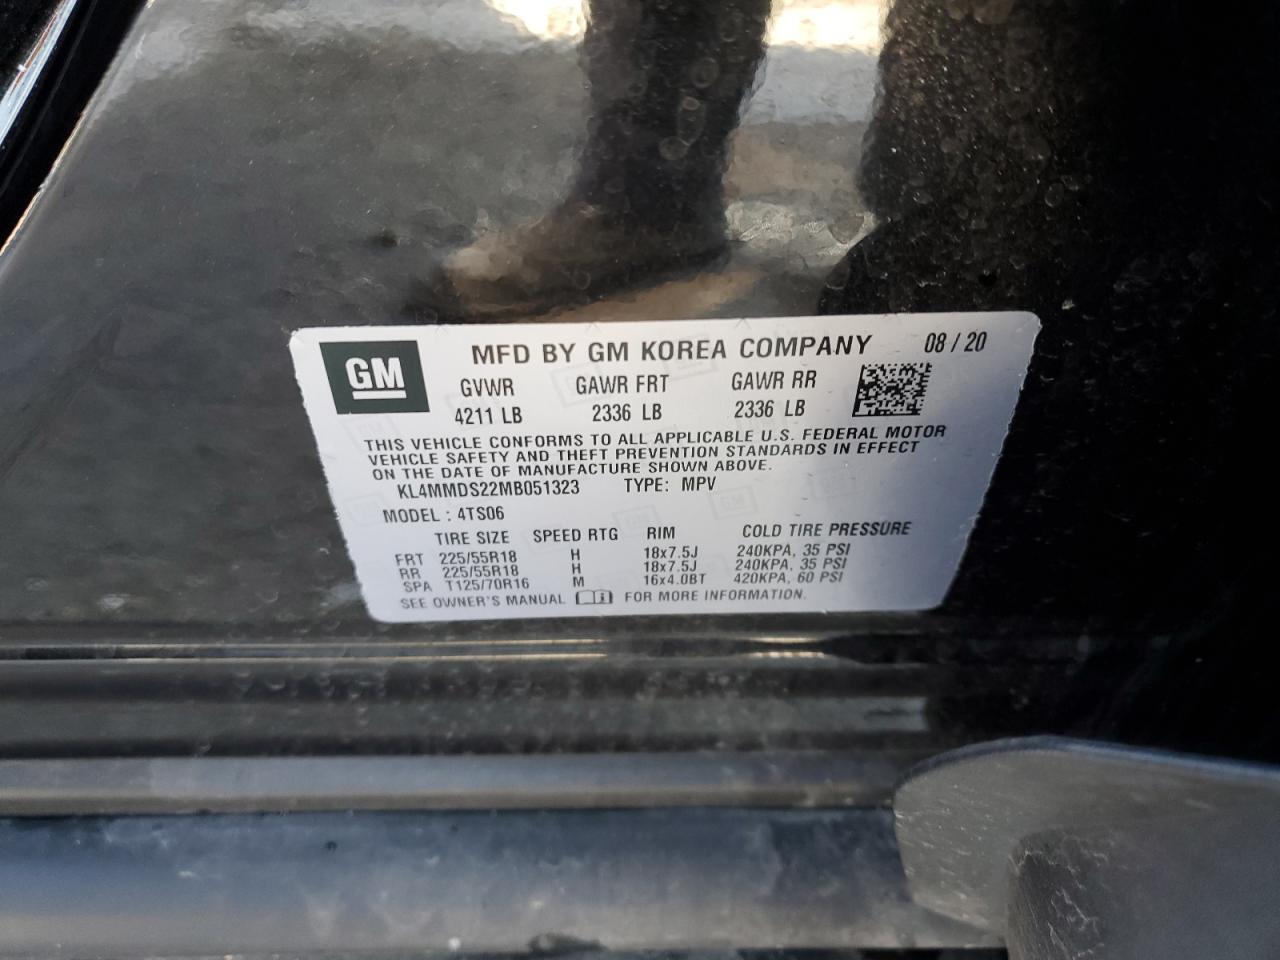 GM
MFD BY GM KOREA COMPANY 08 / 20
GVWR GAWR FRT GAWR RR
4211 LB 2336 LB 2336 LB
THIS VEHICLE CONFORMS TO ALL APPLICABLE U.S. FEDERAL MOTOR
VEHICLE SAFETY AND THEFT PREVENTION STANDARDS IN EFFECT
ON THE DATE OF MANUFACTURE SHOWN ABOVE.
KL4MMDS22MB051323 TYPE: MPV
MODEL : 4TS06
TIRE SIZE SPEED RTG RIM COLD TIRE PRESSURE
FRT 225/55R18 H 18x7.5J 240KPA, 35 PSI
RR 225/55R18 H 18x7.5J 240KPA, 35 PSI
SPA T125/70R16 M 16x4.0BT 420KPA, 60 PSI
SEE OWNER'S MANUAL FOR MORE INFORMATION.